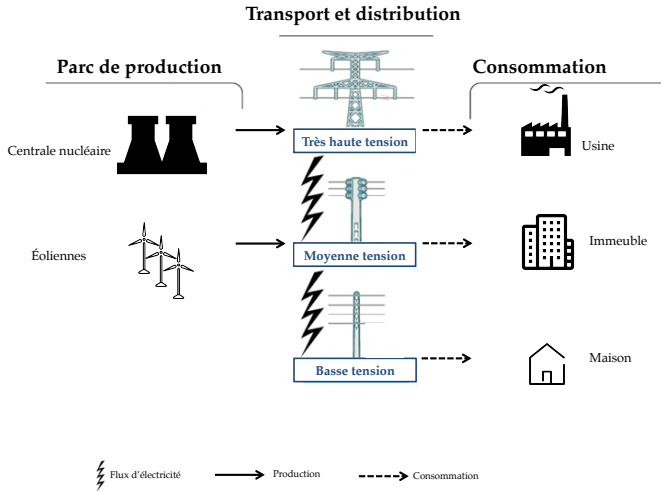 Transport et distribution
Parc de production
Consommation
Centrale nucléaire
Très haute tension
Usine
Éoliennes
Moyenne tension
Immeuble
Basse tension
Maison
Flux d'électricité
Production
Consommation